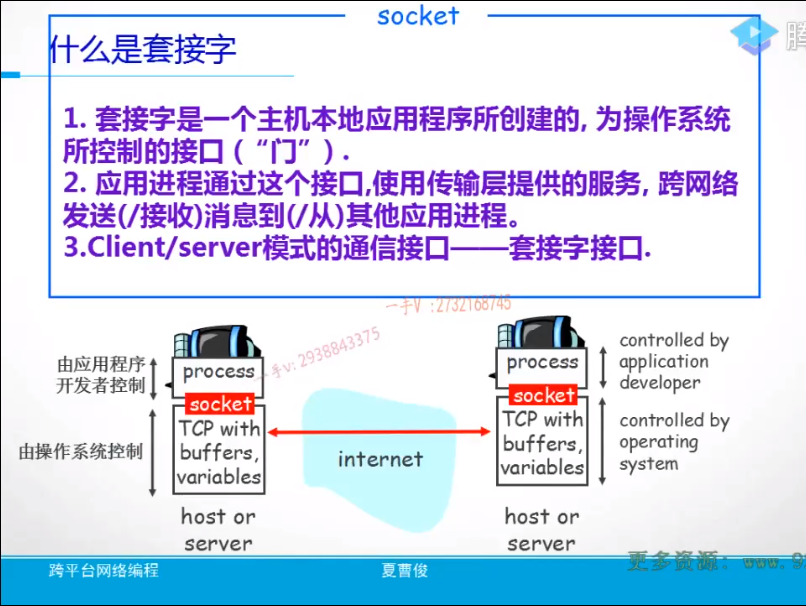 socket
什么是套接字
腾
1. 套接字是一个主机本地应用程序所创建的, 为操作系统
所控制的接口 (“门”) .
2. 应用进程通过这个接口,使用传输层提供的服务, 跨网络
发送(/接收)消息到(/从)其他应用进程。
3.Client/server模式的通信接口——套接字接口.
一手V :2732168745
一手v: 2938843375
由应用程序
开发者控制
process
socket
由操作系统控制
TCP with
buffers,
variables
host or
server
internet
process
socket
TCP with
buffers,
variables
host or
server
controlled by
application
developer
controlled by
operating
system
跨平台网络编程
夏曹俊
更多资源: www.9